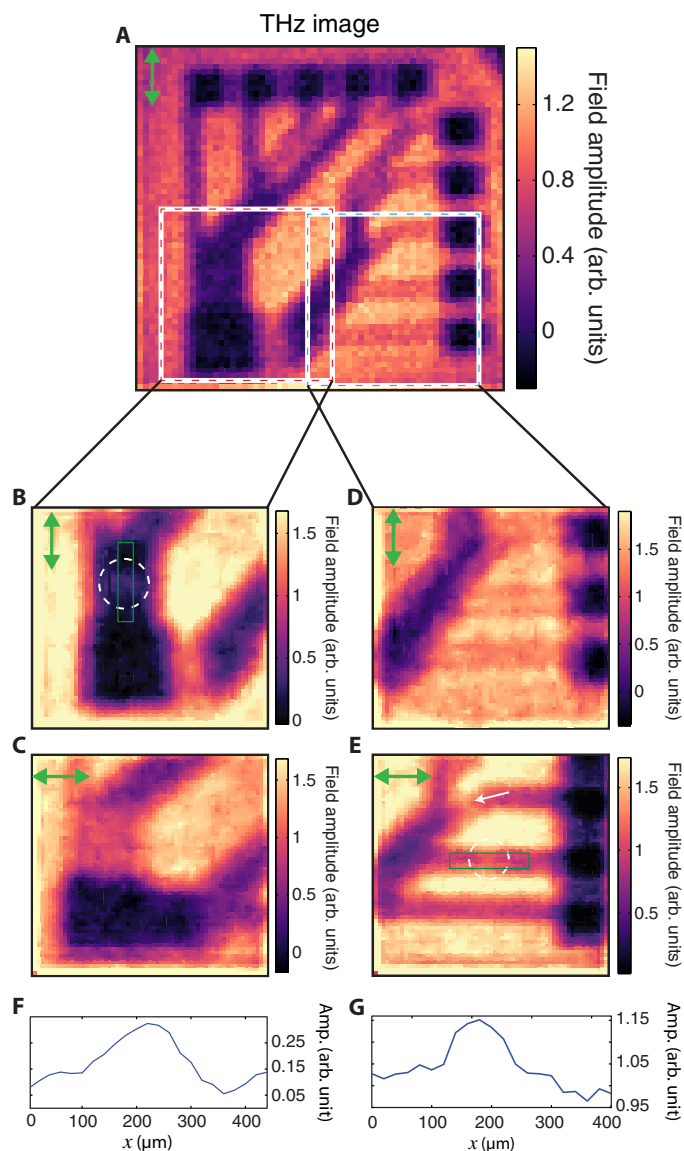 THz image
A
1.2
0.8
0.4
0
Field amplitude (arb. units)
B
1.5
1
0.5
0
Field amplitude (arb. units)
D
1.5
1
0.5
0
Field amplitude (arb. units)
C
1.5
1
0.5
0
Field amplitude (arb. units)
E
1.5
1
0.5
Field amplitude (arb. units)
F
0.25
0.15
0.05
Amp. (arb. unit)
0 100 200 300 400
x (μm)
G
1.15
1.05
0.95
Amp. (arb. unit)
0 100 200 300 400
x (μm)